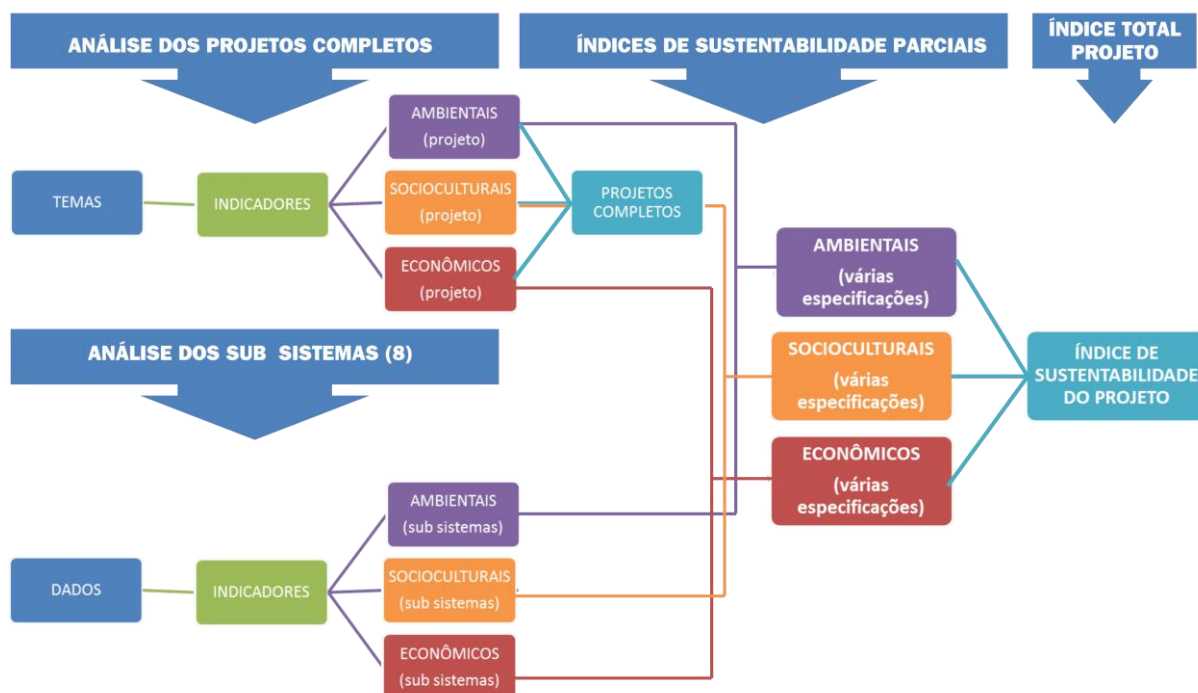 ANÁLISE DOS PROJETOS COMPLETOS
ÍNDICES DE SUSTENTABILIDADE PARCIAIS
ÍNDICE TOTAL
PROJETO
TEMAS
INDICADORES
AMBIENTAIS
(projeto)
SOCIOCULTURAIS
(projeto)
ECONÔMICOS
(projeto)
PROJETOS
COMPLETOS
ANÁLISE DOS SUB SISTEMAS (8)
DADOS
INDICADORES
AMBIENTAIS
(sub sistemas)
SOCIOCULTURAIS
(sub sistemas)
ECONÔMICOS
(sub sistemas)
AMBIENTAIS
(várias
especificações)
SOCIOCULTURAIS
(várias
especificações)
ECONÔMICOS
(várias
especificações)
ÍNDICE DE
SUSTENTABILIDADE
DO PROJETO